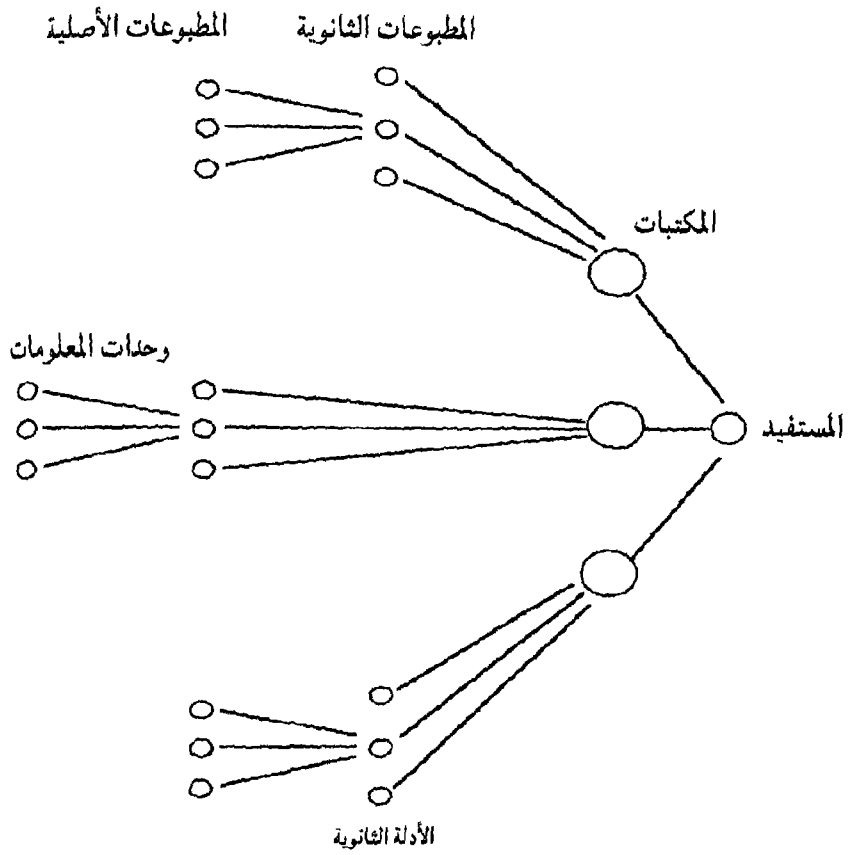 المطبوعات الثانوية
المطبوعات الأصلية
المكتبات
وحدات المعلومات
المستفيد
الأدلة الثانوية